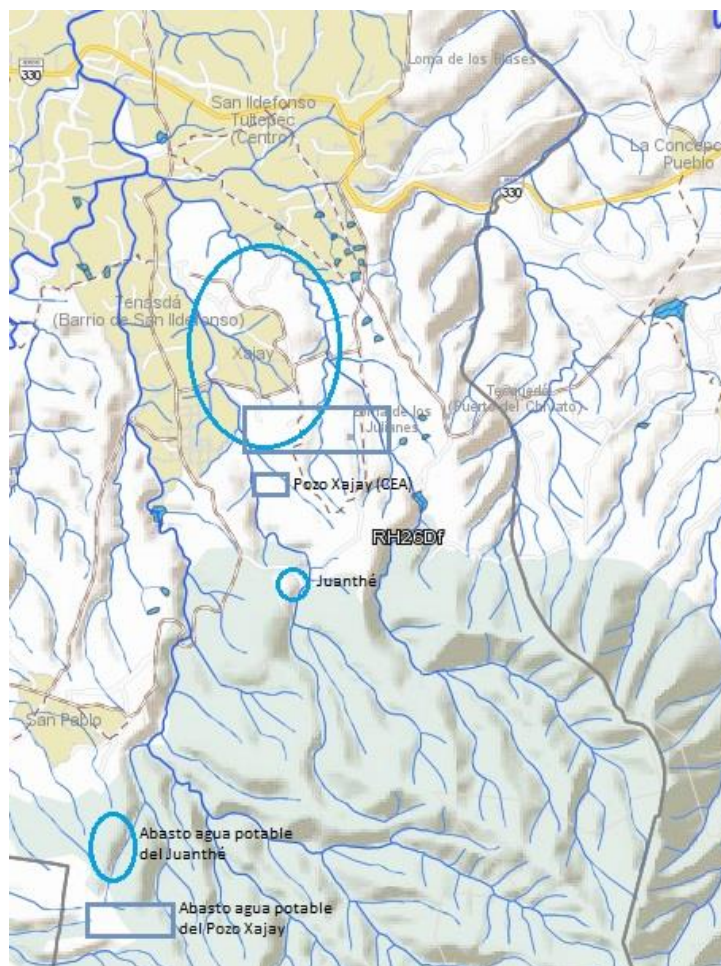 330
Loma de los Elases
San Ildefonso
Tultepec
(Centro)
La Concepc
Pueblo
330
Tenasdá
(Barrio de San Ildefonso)
Xajay
Loma de los
Julianes
(Puerto del Chivato)
Pozo Xajay (CEA)
RH26Df
Juanthé
San Pablo
Abasto agua potable
del Juanthé
Abasto agua potable
del Pozo Xajay